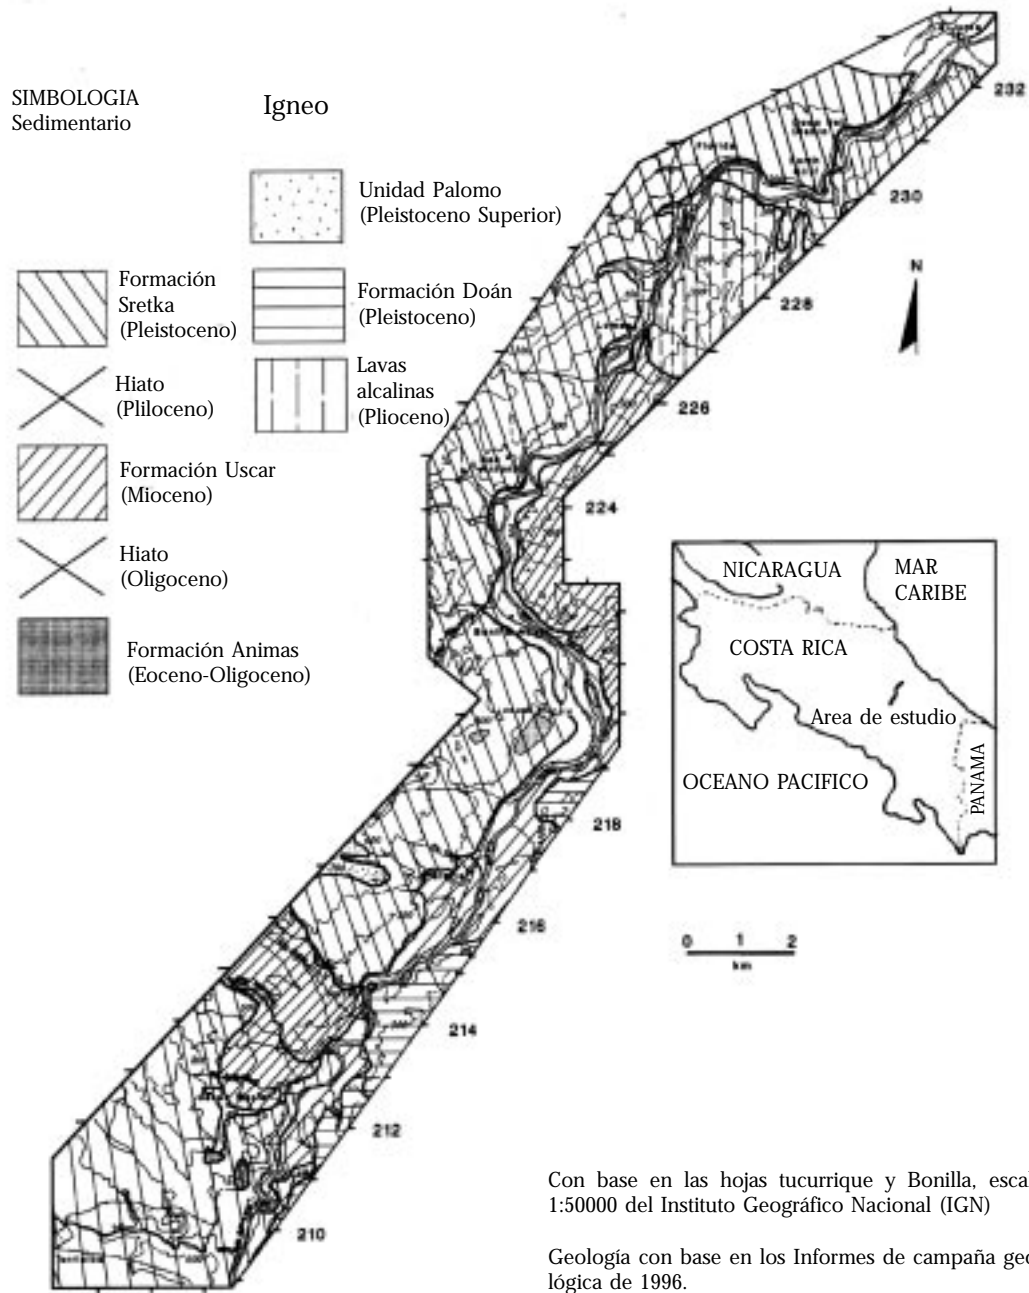 SIMBOLOGIA
Sedimentario
Igneo
Unidad Palomo
(Pleistoceno Superior)
Formación
Sretka
(Pleistoceno)
Formación Doán
(Pleistoceno)
Hiato
(Plioceno)
Lavas
alcalinas
(Plioceno)
Formación Uscar
(Mioceno)
Hiato
(Oligoceno)
Formación Animas
(Eoceno-Oligoceno)
232
230
N
228
226
224
218
216
214
212
210
Florida
NICARAGUA
MAR
CARIBE
COSTA RICA
Area de estudio
OCEANO PACIFICO
PANAMA
0 1 2
km
Con base en las hojas tucurrique y Bonilla, esca
1:50000 del Instituto Geográfico Nacional (IGN)
Geología con base en los Informes de campaña geo
lógica de 1996.